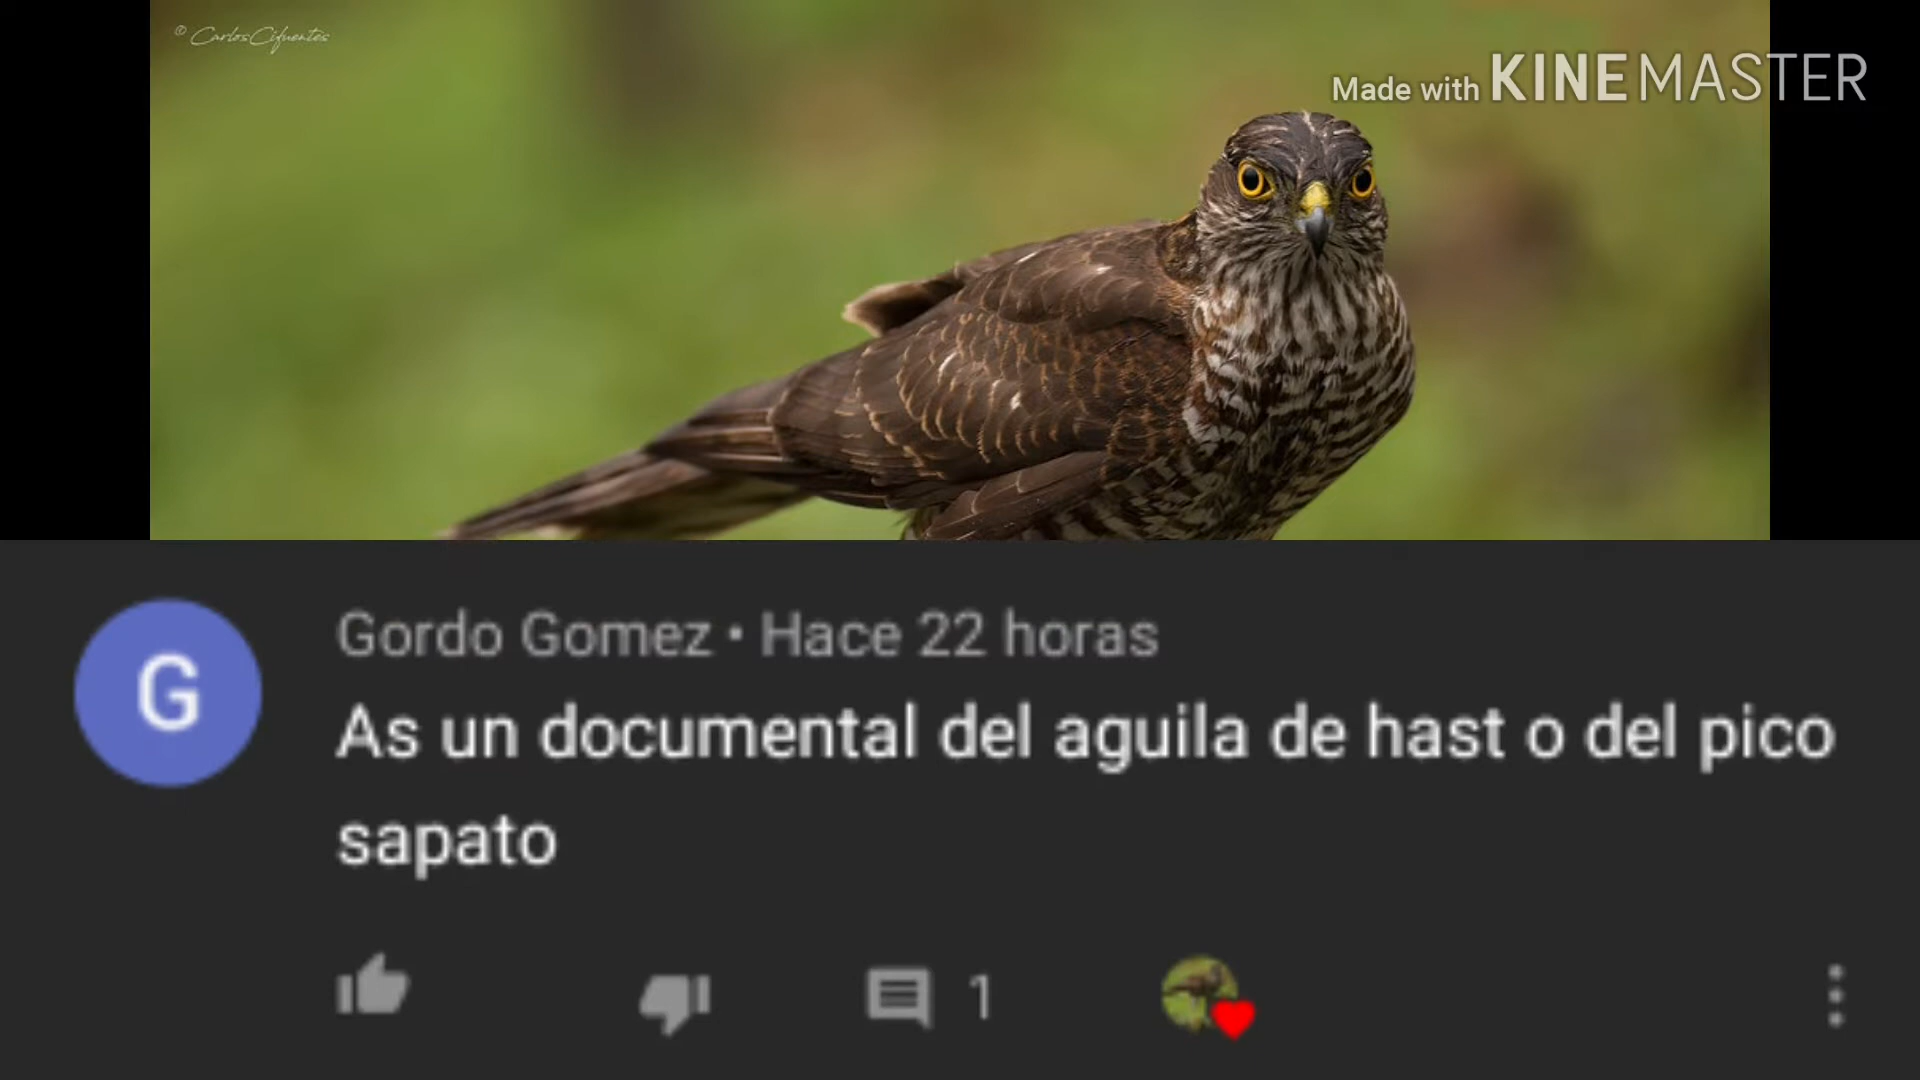 © Carlos Cifuentes
Made with KINEMASTER
G
Gordo Gomez • Hace 22 horas
As un documental del aguila de hast o del pico
sapato
1